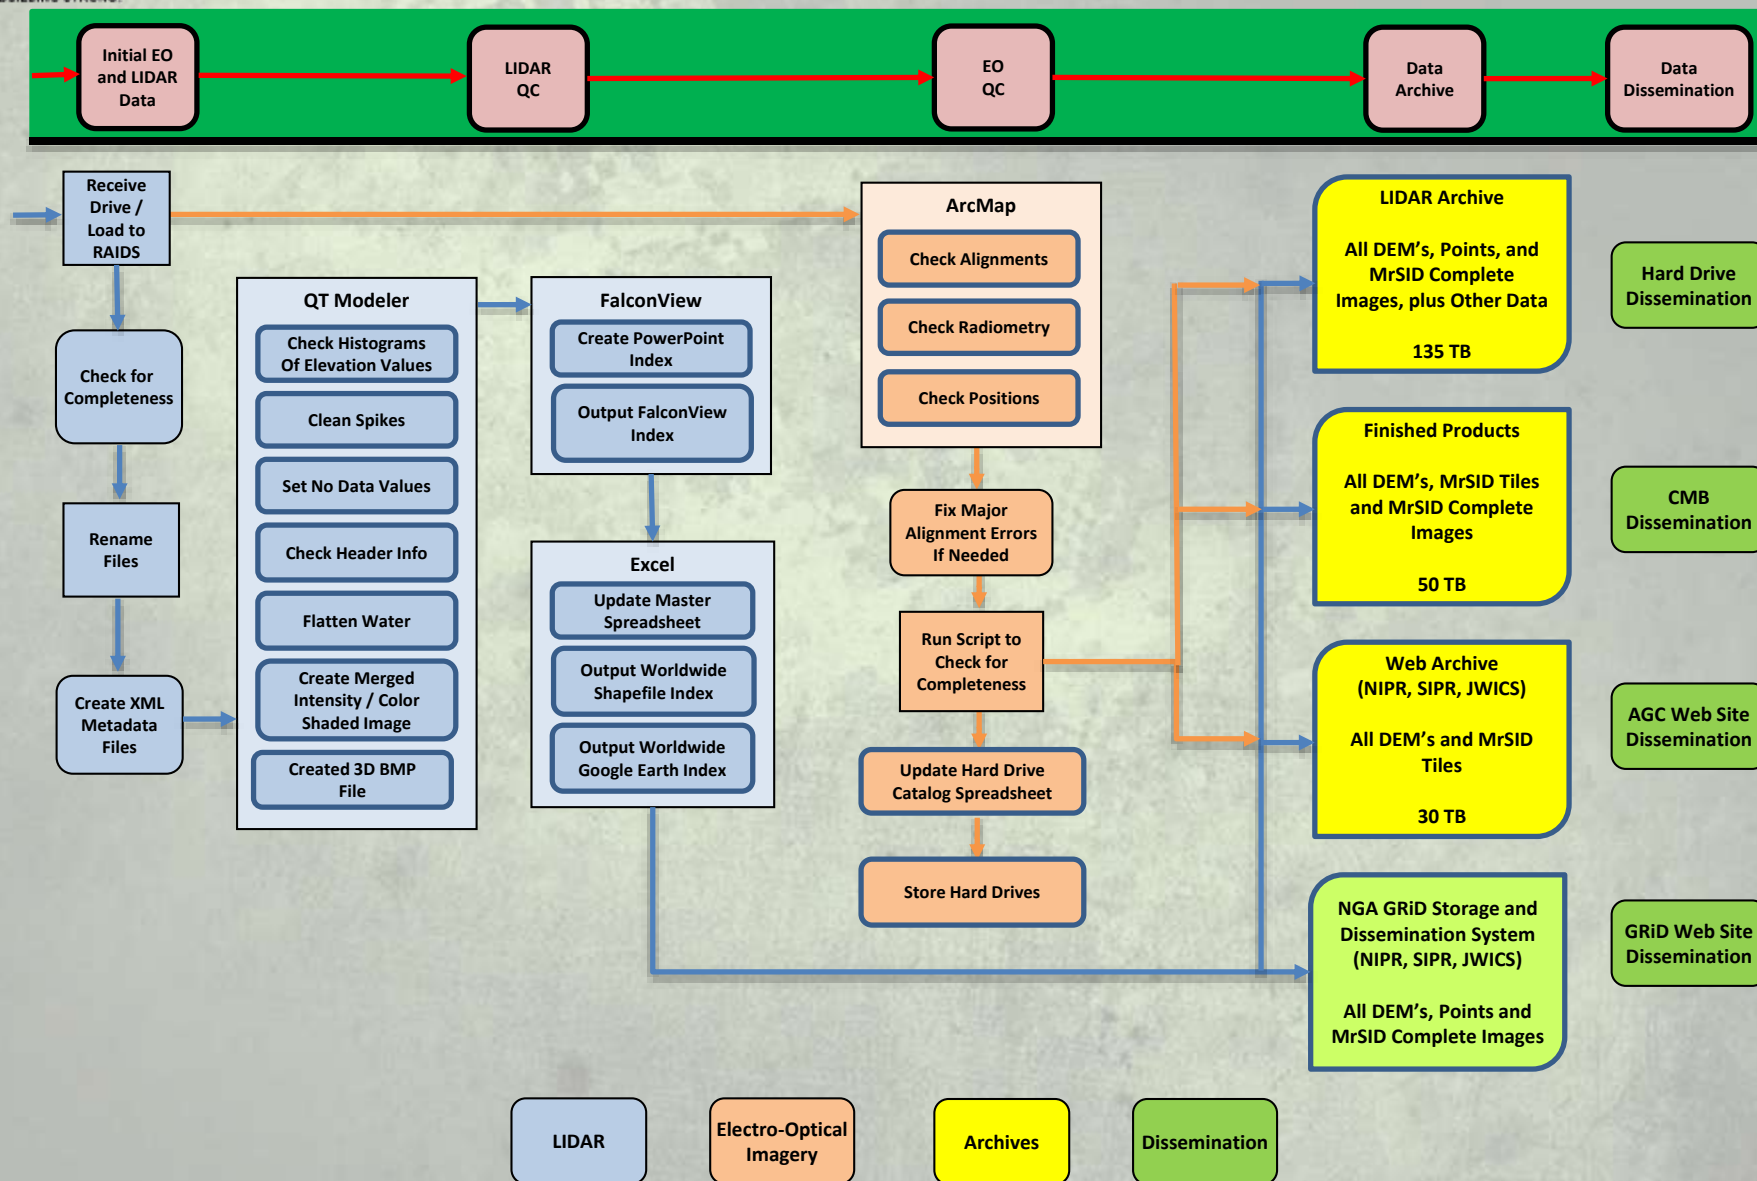 Initial EO
and LIDAR
Data
LIDAR
QC
EO
QC
Data
Archive
Data
Dissemination
Receive
Drive /
Load to
RAIDS
Check for
Completeness
Rename
Files
Create XML
Metadata
Files
QT Modeler
Check Histograms
Of Elevation Values
Clean Spikes
Set No Data Values
Check Header Info
Flatten Water
Create Merged
Intensity / Color
Shaded Image
Created 3D BMP
File
FalconView
Create PowerPoint
Index
Output FalconView
Index
Excel
Update Master
Spreadsheet
Output Worldwide
Shapefile Index
Output Worldwide
Google Earth Index
ArcMap
Check Alignments
Check Radiometry
Check Positions
Fix Major
Alignment Errors
If Needed
Run Script to
Check for
Completeness
Update Hard Drive
Catalog Spreadsheet
Store Hard Drives
LIDAR Archive
All DEM's, Points, and
MrSID Complete
Images, plus Other Data
135 TB
Finished Products
All DEM's, MrSID Tiles
and MrSID Complete
Images
50 TB
Web Archive
(NIPR, SIPR, JWICS)
All DEM's and MrSID
Tiles
30 TB
NGA GRiD Storage and
Dissemination System
(NIPR, SIPR, JWICS)
All DEM's, Points and
MrSID Complete Images
Hard Drive
Dissemination
CMB
Dissemination
AGC Web Site
Dissemination
GRiD Web Site
Dissemination
LIDAR
Electro-Optical
Imagery
Archives
Dissemination